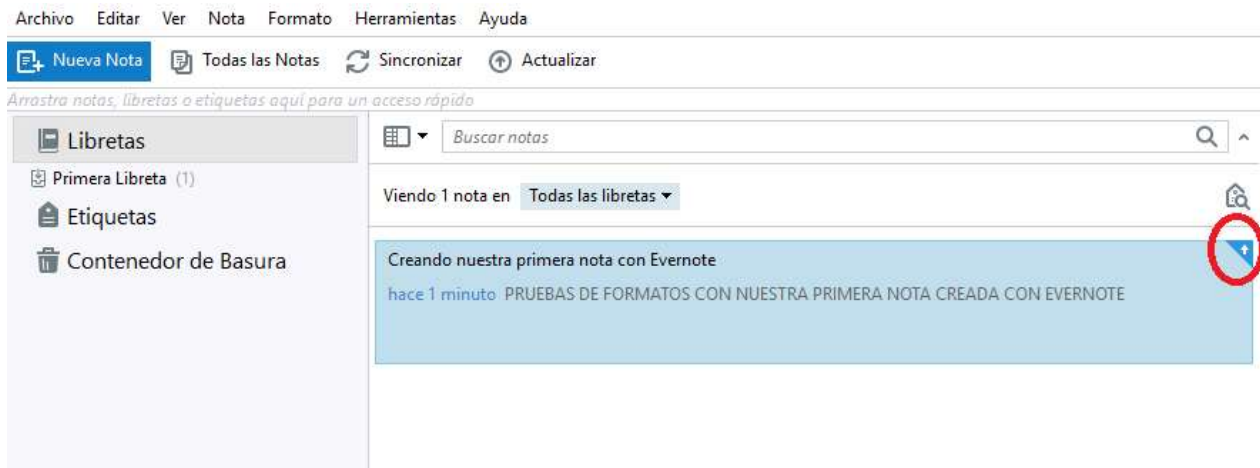 Archivo Editar Ver Nota Formato Herramientas Ayuda
Nueva Nota Todas las Notas Sincronizar Actualizar
Arrastra notas, libretas o etiquetas aquí para un acceso rápido
Libretas
Primera Libreta (1)
Etiquetas
Contenedor de Basura
Buscar notas
Viendo 1 nota en Todas las libretas
Creando nuestra primera nota con Evernote
hace 1 minuto PRUEBAS DE FORMATOS CON NUESTRA PRIMERA NOTA CREADA CON EVERNOTE